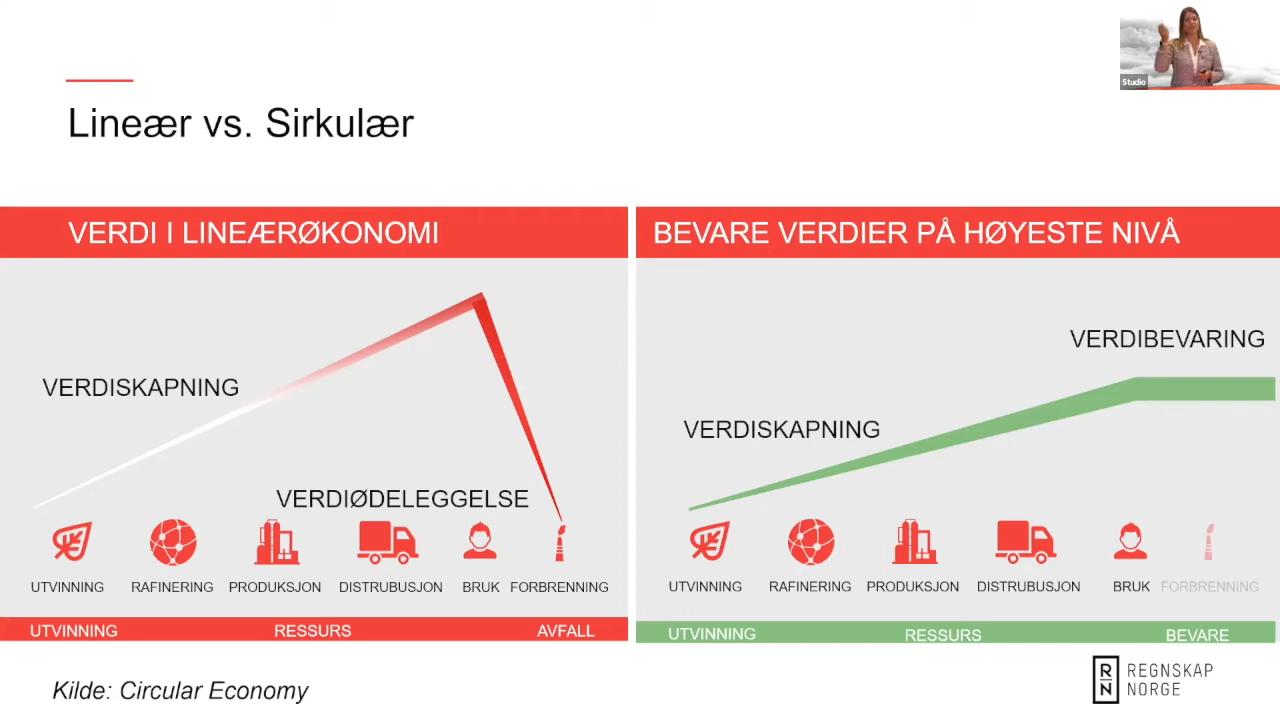 Studio
Lineær vs. Sirkulær
VERDI I LINEÆRØKONOMI
VERDISKAPNING
VERDIØDELEGGELSE
UTVINNING RAFINERING PRODUKSJON DISTRUBUSJON BRUK FORBRENNING
UTVINNING RESSURS AVFALL
BEVARE VERDIER PÅ HØYESTE NIVÅ
VERDIBEVARING
VERDISKAPNING
UTVINNING RAFINERING PRODUKSJON DISTRUBUSJON BRUK FORBRENNING
UTVINNING RESSURS BEVARE
Kilde: Circular Economy
RN
REGNSKAP
NORGE